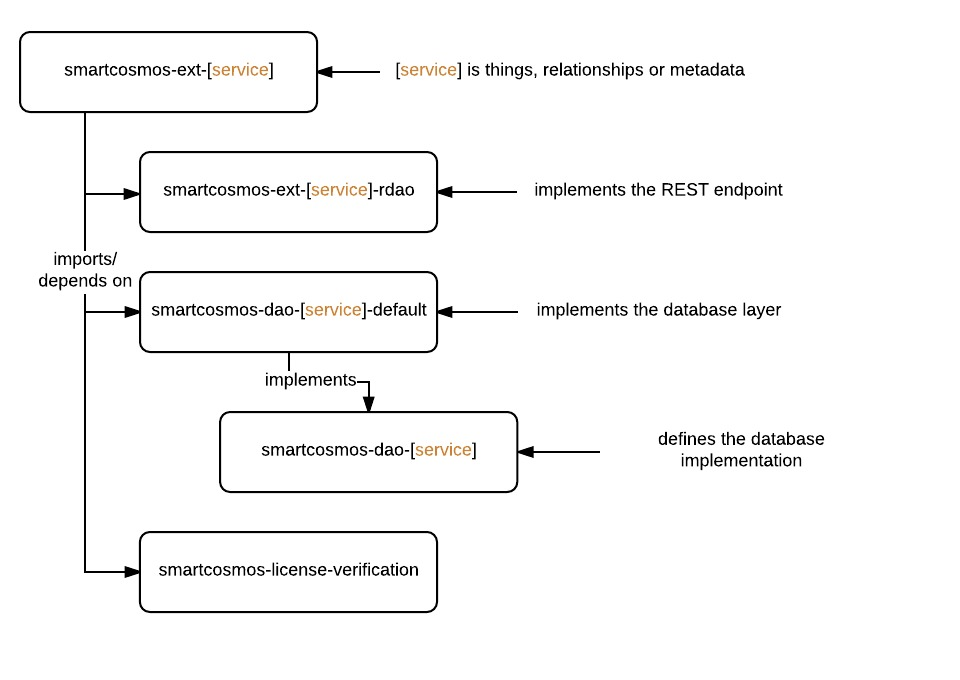 smartcosmos-ext-[service]
[service] is things, relationships or metadata
smartcosmos-ext-[service]-rdao
implements the REST endpoint
imports/
depends on
smartcosmos-dao-[service]-default
implements the database layer
implements
smartcosmos-dao-[service]
defines the database
implementation
smartcosmos-license-verification